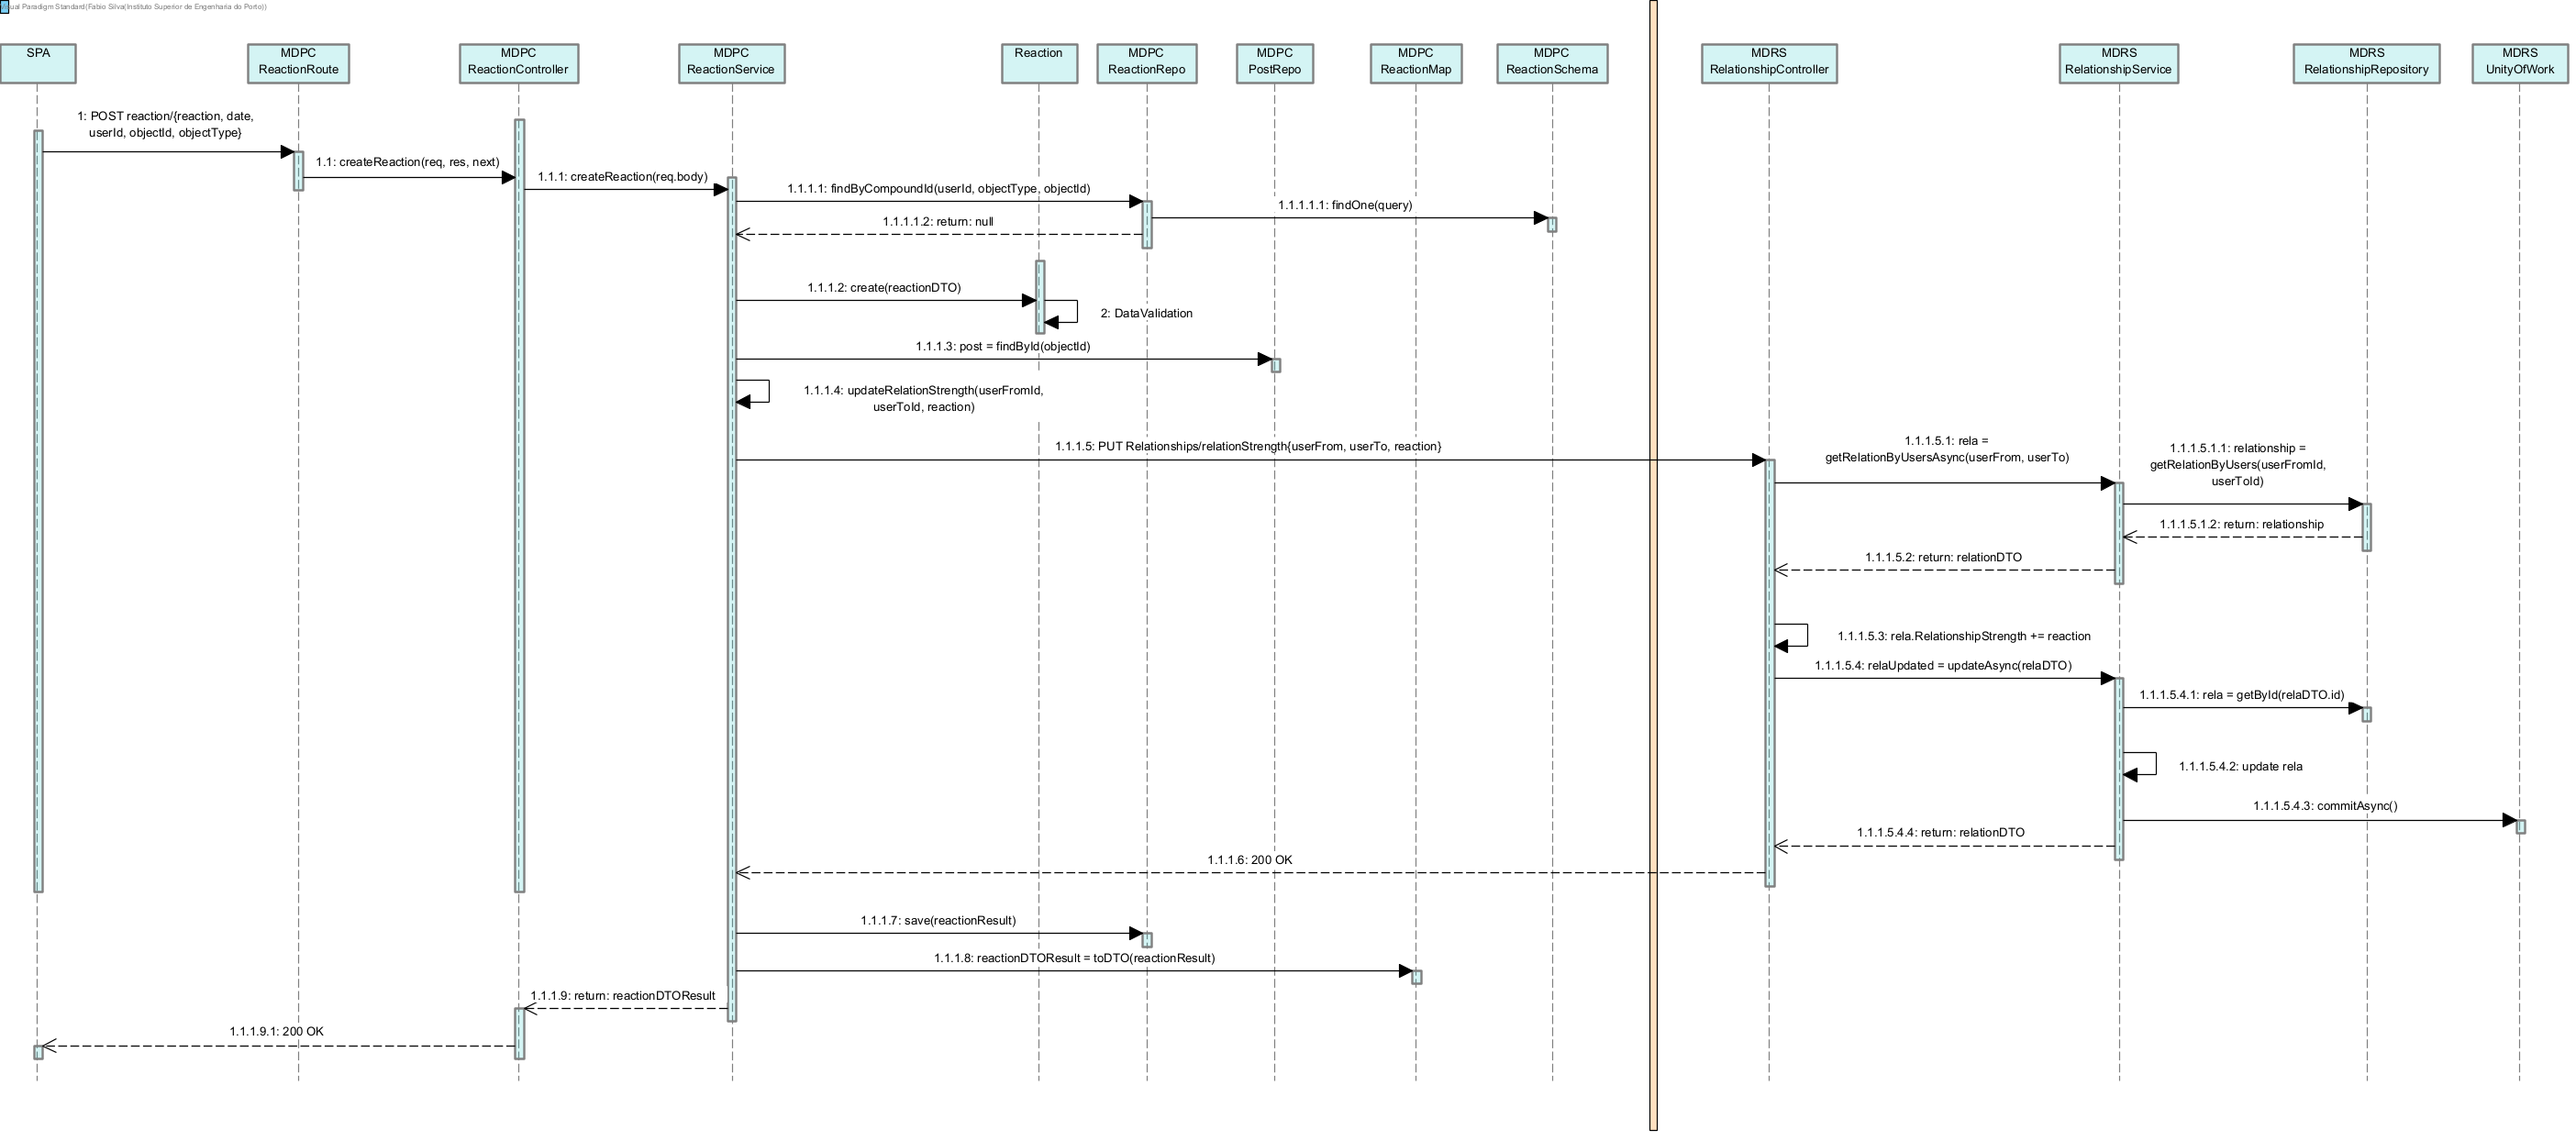 Visual Paradigm Standard(Fabio Silva(Instituto Superior de Engenharia do Porto))
SPA
MDPC
ReactionRoute
MDPC
ReactionController
MDPC
ReactionService
Reaction
MDPC
ReactionRepo
MDPC
PostRepo
MDPC
ReactionMap
MDPC
ReactionSchema
MDRS
RelationshipController
MDRS
RelationshipService
MDRS
RelationshipRepository
MDRS
UnityOfWork
1: POST reaction/{reaction, date,
userId, objectId, objectType}
1.1: createReaction(req, res, next)
1.1.1: createReaction(req.body)
1.1.1.1: findByCompoundId(userId, objectType, objectId)
1.1.1.1.1: findOne(query)
1.1.1.1.2: return: null
1.1.1.2: create(reactionDTO)
2: DataValidation
1.1.1.3: post = findById(objectId)
1.1.1.4: updateRelationStrength(userFromId,
userToId, reaction)
1.1.1.5: PUT Relationships/relationStrength{userFrom, userTo, reaction}
1.1.1.5.1: rela =
getRelationByUsersAsync(userFrom, userTo)
1.1.1.5.1.1: relationship =
getRelationByUsers(userFromId,
userToId)
1.1.1.5.1.2: return: relationship
1.1.1.5.2: return: relationDTO
1.1.1.5.3: rela.RelationshipStrength += reaction
1.1.1.5.4: relaUpdated = updateAsync(relaDTO)
1.1.1.5.4.1: rela = getById(relaDTO.id)
1.1.1.5.4.2: update rela
1.1.1.5.4.3: commitAsync()
1.1.1.5.4.4: return: relationDTO
1.1.1.6: 200 OK
1.1.1.7: save(reactionResult)
1.1.1.8: reactionDTOResult = toDTO(reactionResult)
1.1.1.9: return: reactionDTOResult
1.1.1.9.1: 200 OK